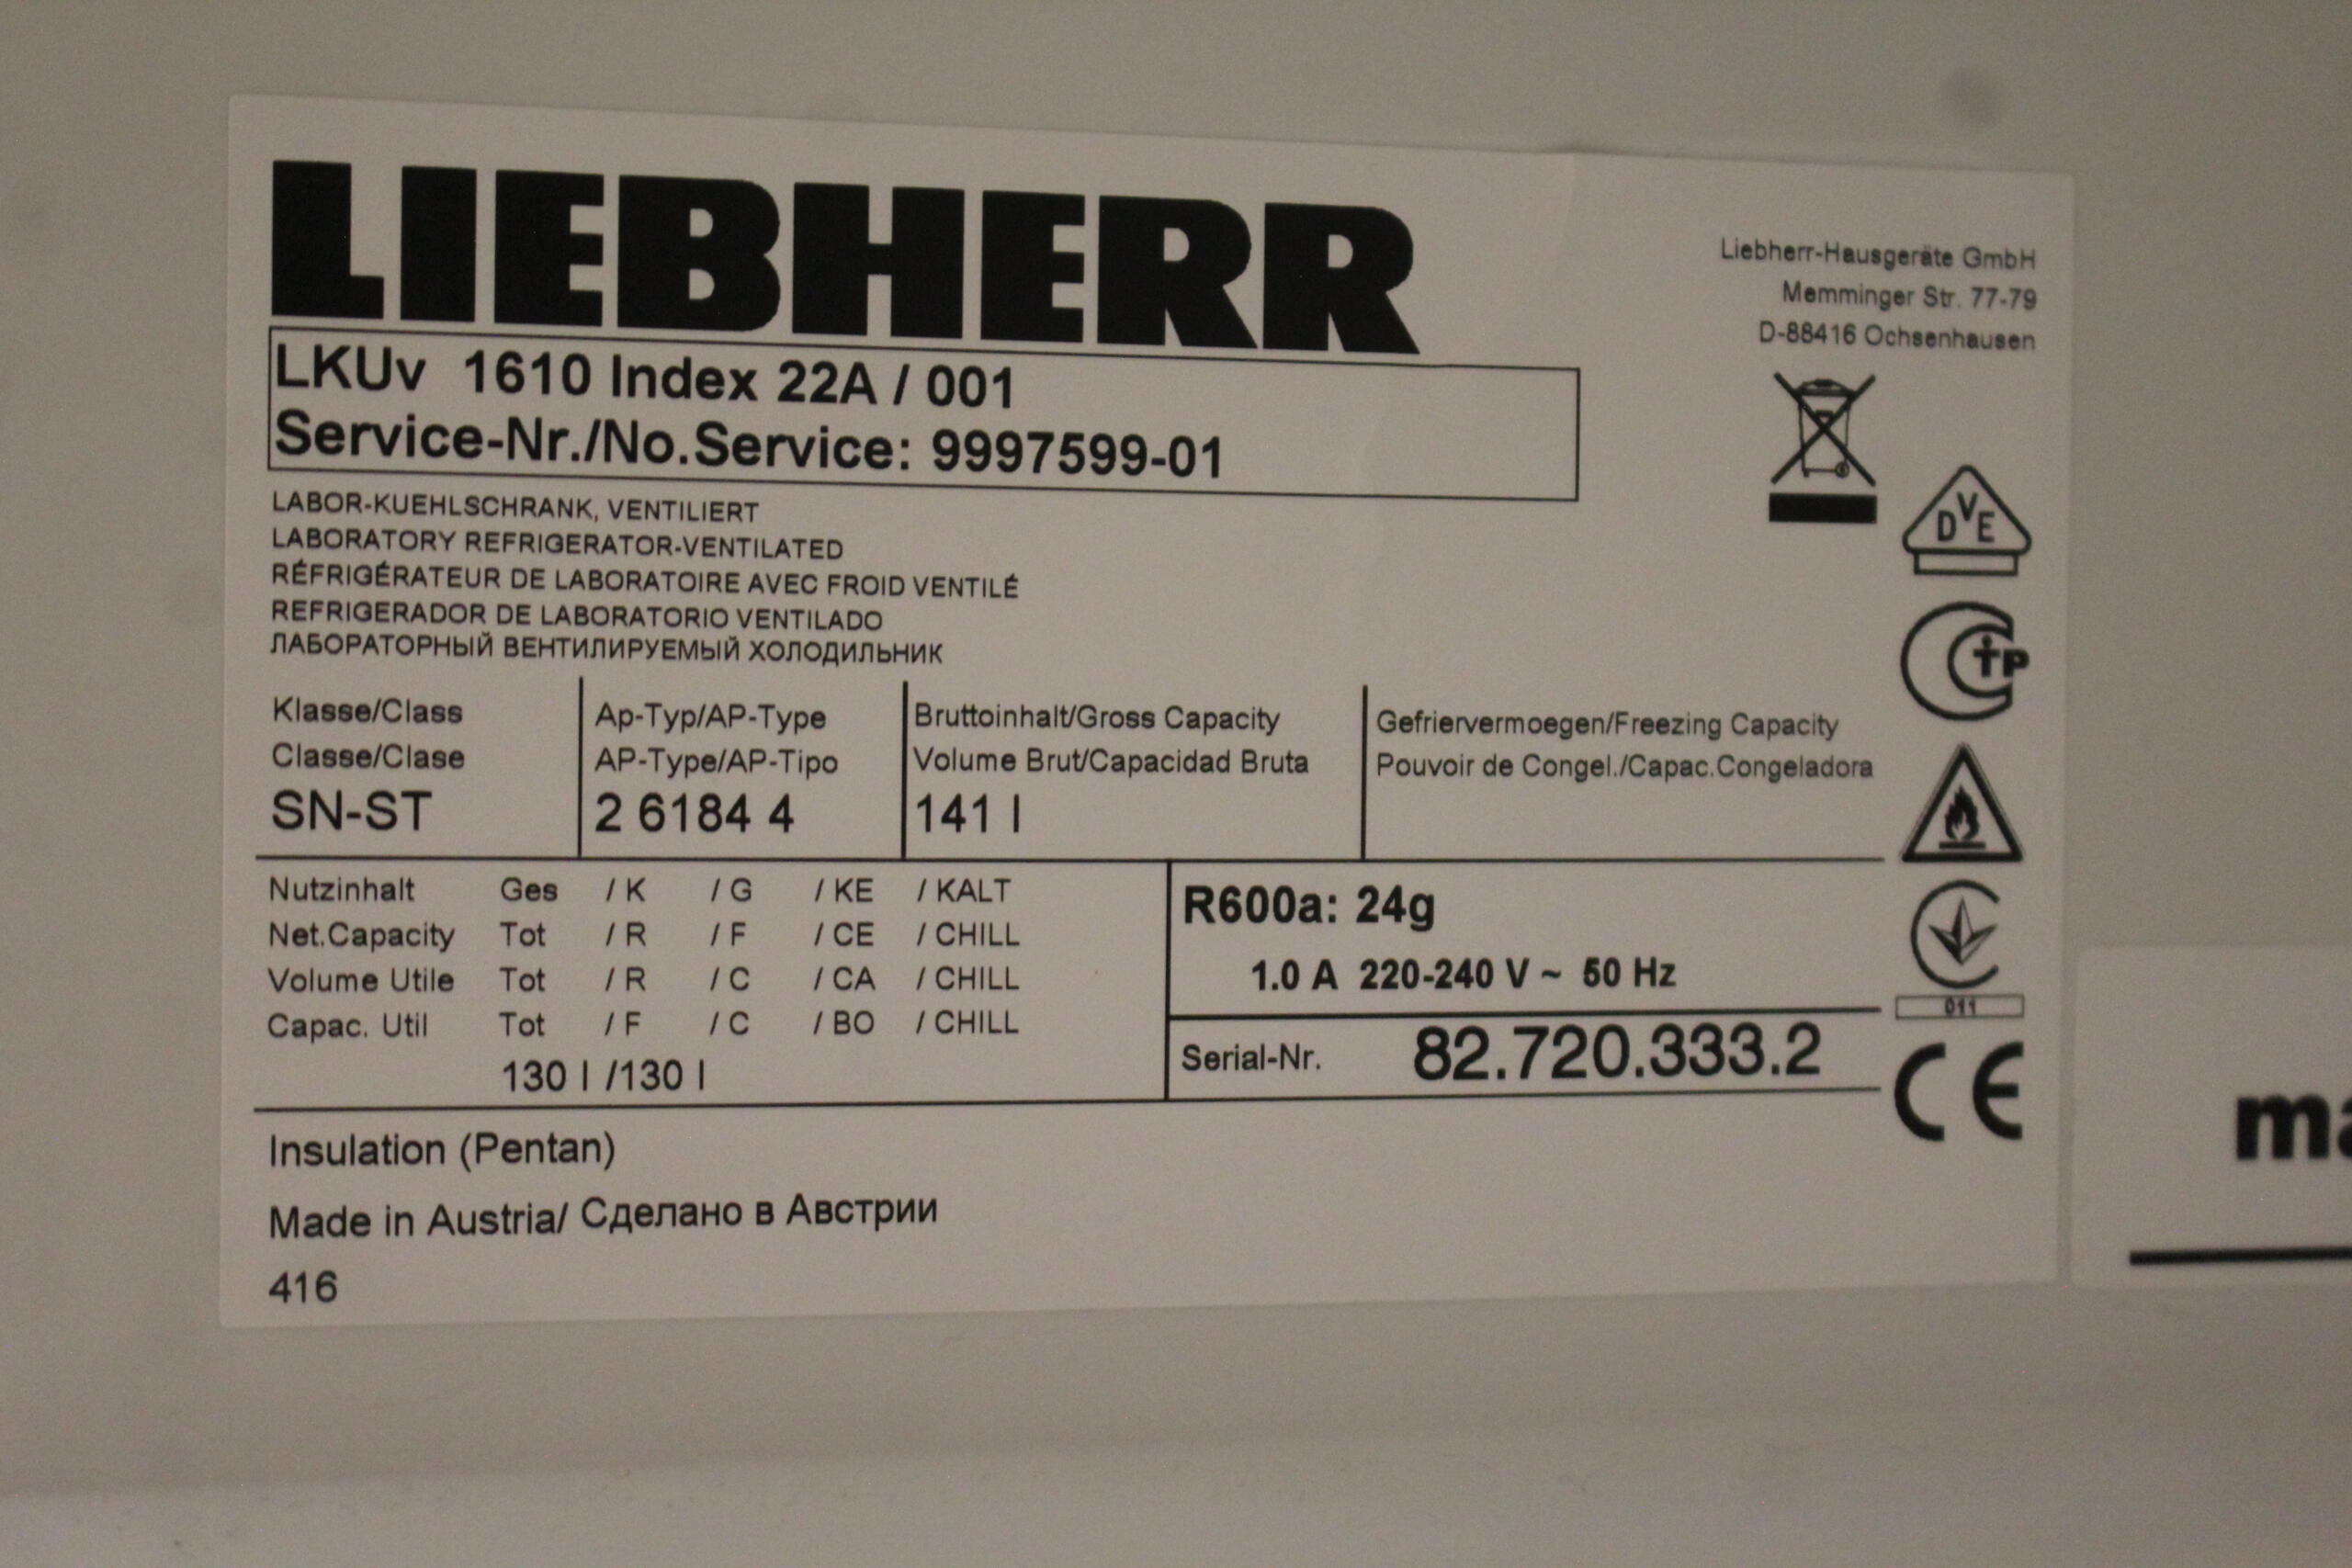 LIEBHERR
Liebherr-Hausgeräte GmbH
Memminger Str. 77-79
D-88416 Ochsenhausen
LKUv 1610 Index 22A / 001
Service-Nr./No.Service: 9997599-01
LABOR-KUEHLSCHRANK, VENTILIERT
LABORATORY REFRIGERATOR-VENTILATED
RÉFRIGÉRATEUR DE LABORATOIRE AVEC FROID VENTILÉ
REFRIGERADOR DE LABORATORIO VENTILADO
ЛАБОРАТОРНЫЙ ВЕНТИЛИРУЕМЫЙ ХОЛОДИЛЬНИК
DVE
Klasse/Class
Classe/Clase
SN-ST
Ap-Typ/AP-Type
AP-Type/AP-Tipo
2 6184 4
Bruttoinhalt/Gross Capacity
Volume Brut/Capacidad Bruta
141 l
Gefriervermoegen/Freezing Capacity
Pouvoir de Congel./Capac.Congeladora
Nutzinhalt Ges / K / G / KE / KALT
Net.Capacity Tot / R / F / CE / CHILL
Volume Utile Tot / R / C / CA / CHILL
Capac. Util Tot / F / C / BO / CHILL
130 l /130 l
R600a: 24g
1.0 A 220-240 V ~ 50 Hz
Serial-Nr. 82.720.333.2
011
CE
Insulation (Pentan)
Made in Austria/ Сделано в Австрии
416
ma